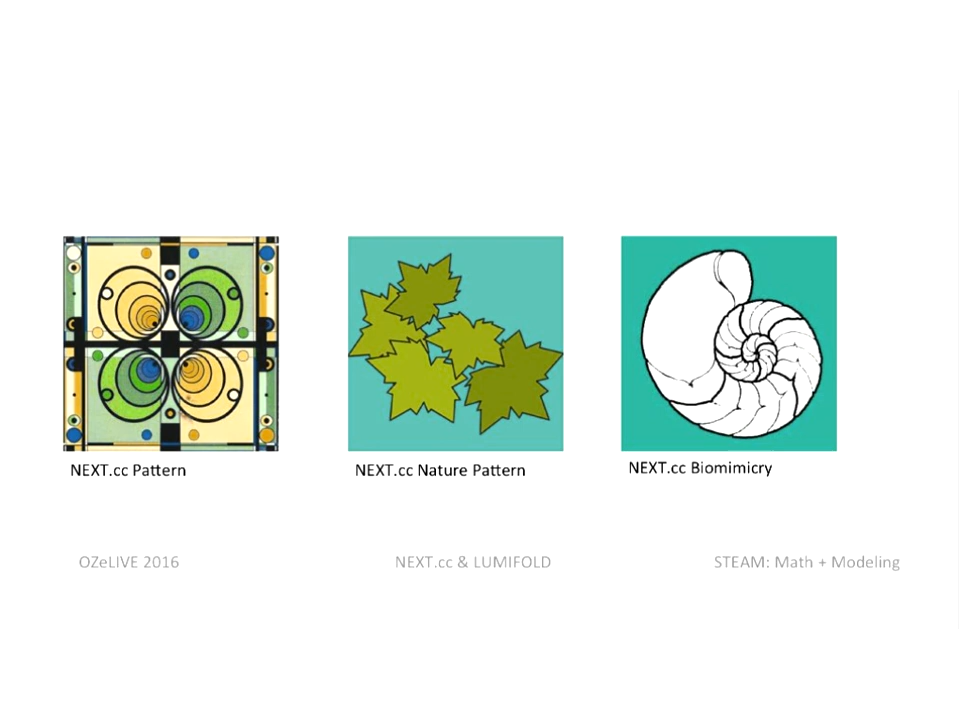 NEXT.cc Pattern
NEXT.cc Nature Pattern
NEXT.cc Biomimicry
OZeLIVE 2016
NEXT.cc & LUMIFOLD
STEAM: Math + Modeling